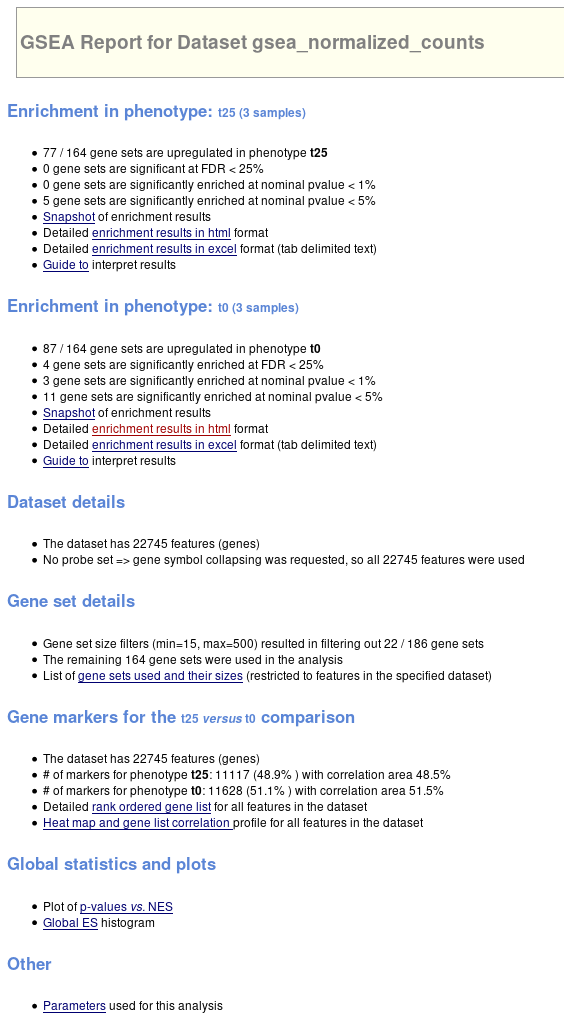 GSEA Report for Dataset gsea_normalized_counts
Enrichment in phenotype: t25 (3 samples)
77 / 164 gene sets are upregulated in phenotype t25
0 gene sets are significant at FDR < 25%
0 gene sets are significantly enriched at nominal pvalue < 1%
5 gene sets are significantly enriched at nominal pvalue < 5%
Snapshot of enrichment results
Detailed enrichment results in html format
Detailed enrichment results in excel format (tab delimited text)
Guide to interpret results
Enrichment in phenotype: t0 (3 samples)
87 / 164 gene sets are upregulated in phenotype t0
4 gene sets are significantly enriched at FDR < 25%
3 gene sets are significantly enriched at nominal pvalue < 1%
11 gene sets are significantly enriched at nominal pvalue < 5%
Snapshot of enrichment results
Detailed enrichment results in html format
Detailed enrichment results in excel format (tab delimited text)
Guide to interpret results
Dataset details
The dataset has 22745 features (genes)
No probe set => gene symbol collapsing was requested, so all 22745 features were used
Gene set details
Gene set size filters (min=15, max=500) resulted in filtering out 22 / 186 gene sets
The remaining 164 gene sets were used in the analysis
List of gene sets used and their sizes (restricted to features in the specified dataset)
Gene markers for the t25 versus t0 comparison
The dataset has 22745 features (genes)
# of markers for phenotype t25: 11117 (48.9% ) with correlation area 48.5%
# of markers for phenotype t0: 11628 (51.1% ) with correlation area 51.5%
Detailed rank ordered gene list for all features in the dataset
Heat map and gene list correlation profile for all features in the dataset
Global statistics and plots
Plot of p-values vs. NES
Global ES histogram
Other
Parameters used for this analysis